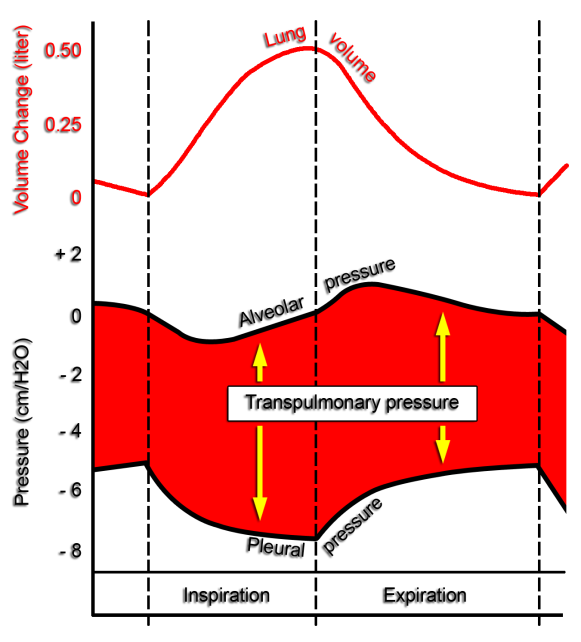 Volume Change (liter)
0.50
0.25
0
Lung volume
Pressure (cm/H2O)
+ 2
0
- 2
- 4
- 6
- 8
Alveolar pressure
Transpulmonary pressure
Pleural pressure
Inspiration
Expiration